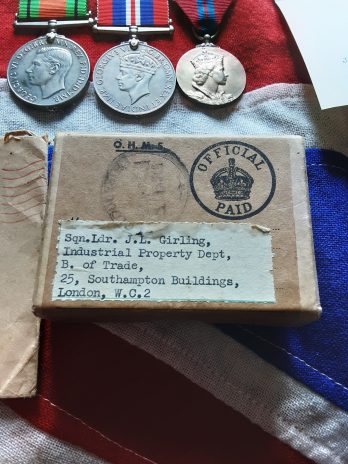 O.H.M.S.
OFFICIAL
PAID
Sqn.Ldr. J.L. Girling,
Industrial Property Dept,
B. of Trade,
25, Southampton Buildings,
London, W.C.2